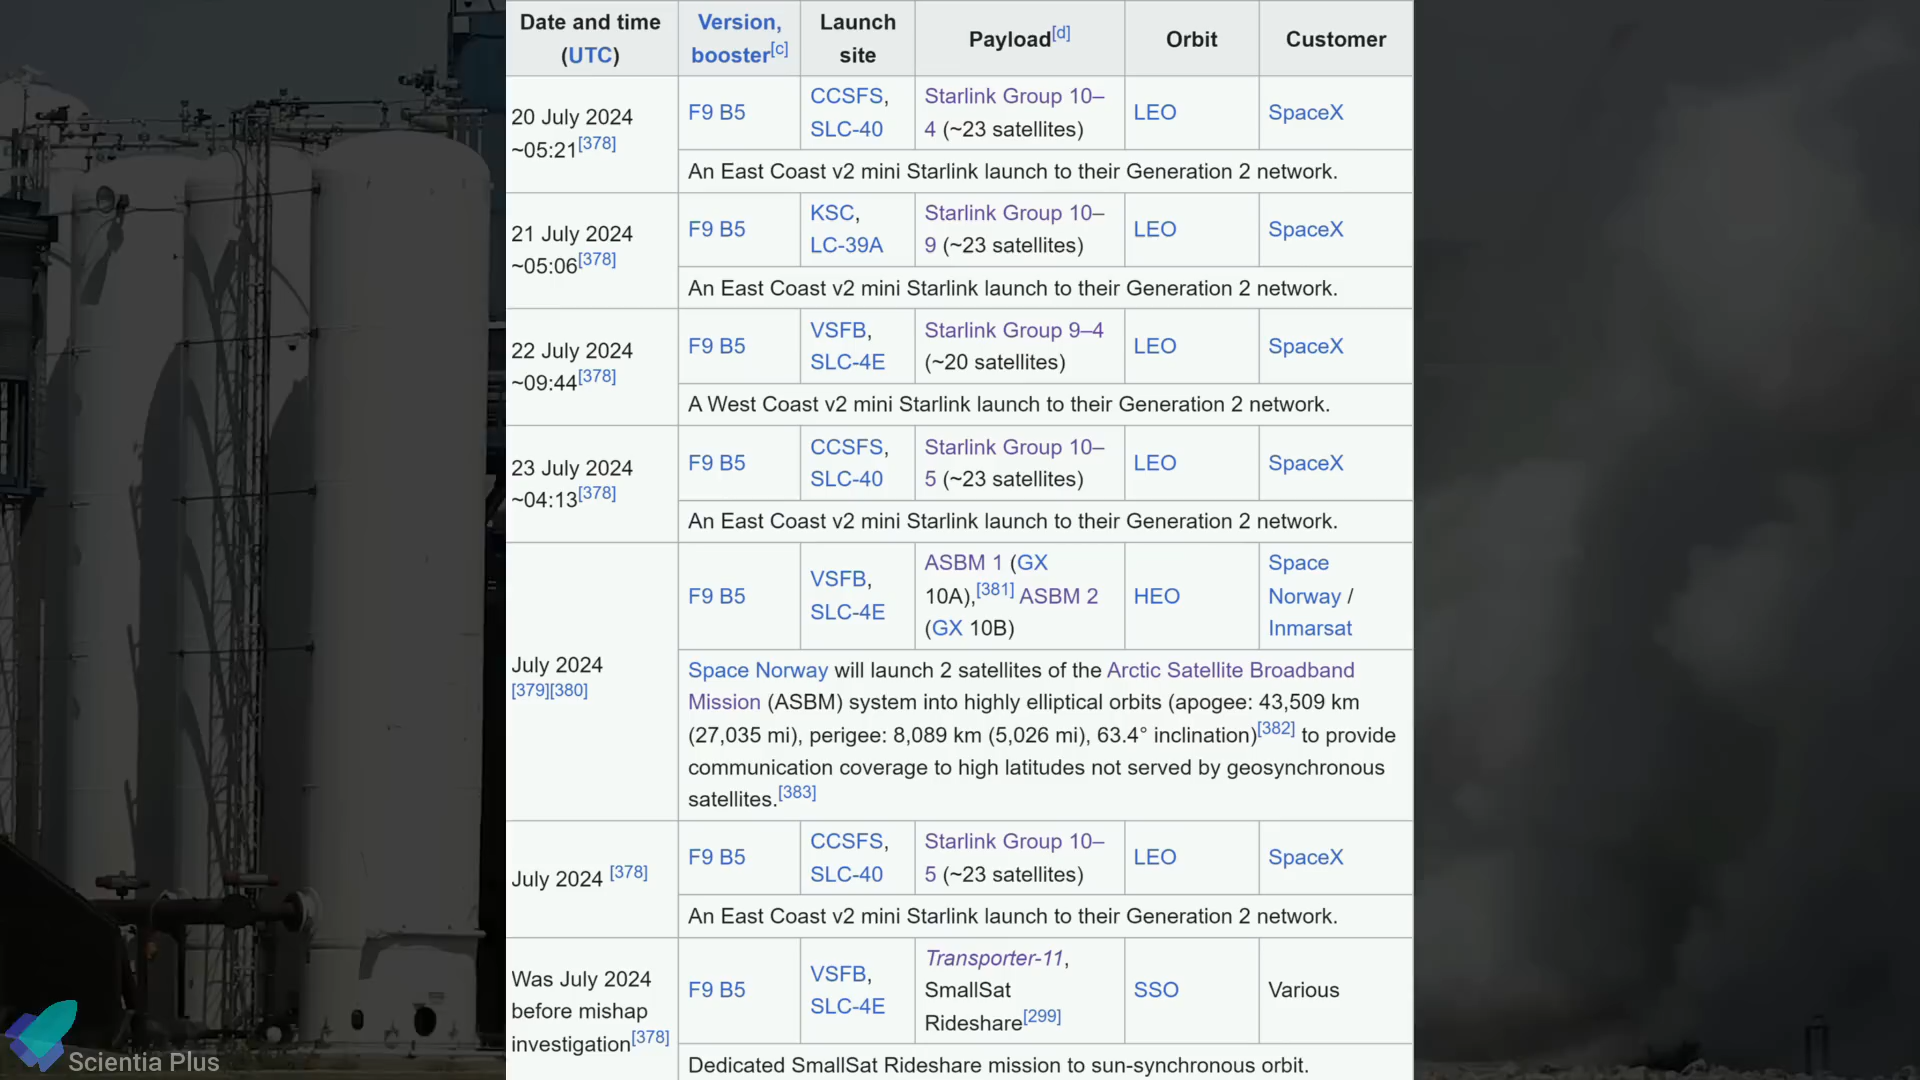 Date and time
(UTC)
Version,
booster[c]
Launch
site
Payload[d]
Orbit
Customer
20 July 2024
~05:21[378]
F9 B5
CCSFS,
SLC-40
Starlink Group 10–
4 (~23 satellites)
LEO
SpaceX
An East Coast v2 mini Starlink launch to their Generation 2 network.
21 July 2024
~05:06[378]
F9 B5
KSC,
LC-39A
Starlink Group 10–
9 (~23 satellites)
LEO
SpaceX
An East Coast v2 mini Starlink launch to their Generation 2 network.
22 July 2024
~09:44[378]
F9 B5
VSFB,
SLC-4E
Starlink Group 9–4
(~20 satellites)
LEO
SpaceX
A West Coast v2 mini Starlink launch to their Generation 2 network.
23 July 2024
~04:13[378]
F9 B5
CCSFS,
SLC-40
Starlink Group 10–
5 (~23 satellites)
LEO
SpaceX
An East Coast v2 mini Starlink launch to their Generation 2 network.
July 2024
[379][380]
F9 B5
VSFB,
SLC-4E
ASBM 1 (GX
10A),[381] ASBM 2
(GX 10B)
HEO
Space
Norway /
Inmarsat
Space Norway will launch 2 satellites of the Arctic Satellite Broadband
Mission (ASBM) system into highly elliptical orbits (apogee: 43,509 km
(27,035 mi), perigee: 8,089 km (5,026 mi), 63.4° inclination)[382] to provide
communication coverage to high latitudes not served by geosynchronous
satellites.[383]
July 2024 [378]
F9 B5
CCSFS,
SLC-40
Starlink Group 10–
5 (~23 satellites)
LEO
SpaceX
An East Coast v2 mini Starlink launch to their Generation 2 network.
Was July 2024
before mishap
investigation[378]
F9 B5
VSFB,
SLC-4E
Transporter-11,
SmallSat
Rideshare[299]
SSO
Various
Dedicated SmallSat Rideshare mission to sun-synchronous orbit.
Scientia Plus